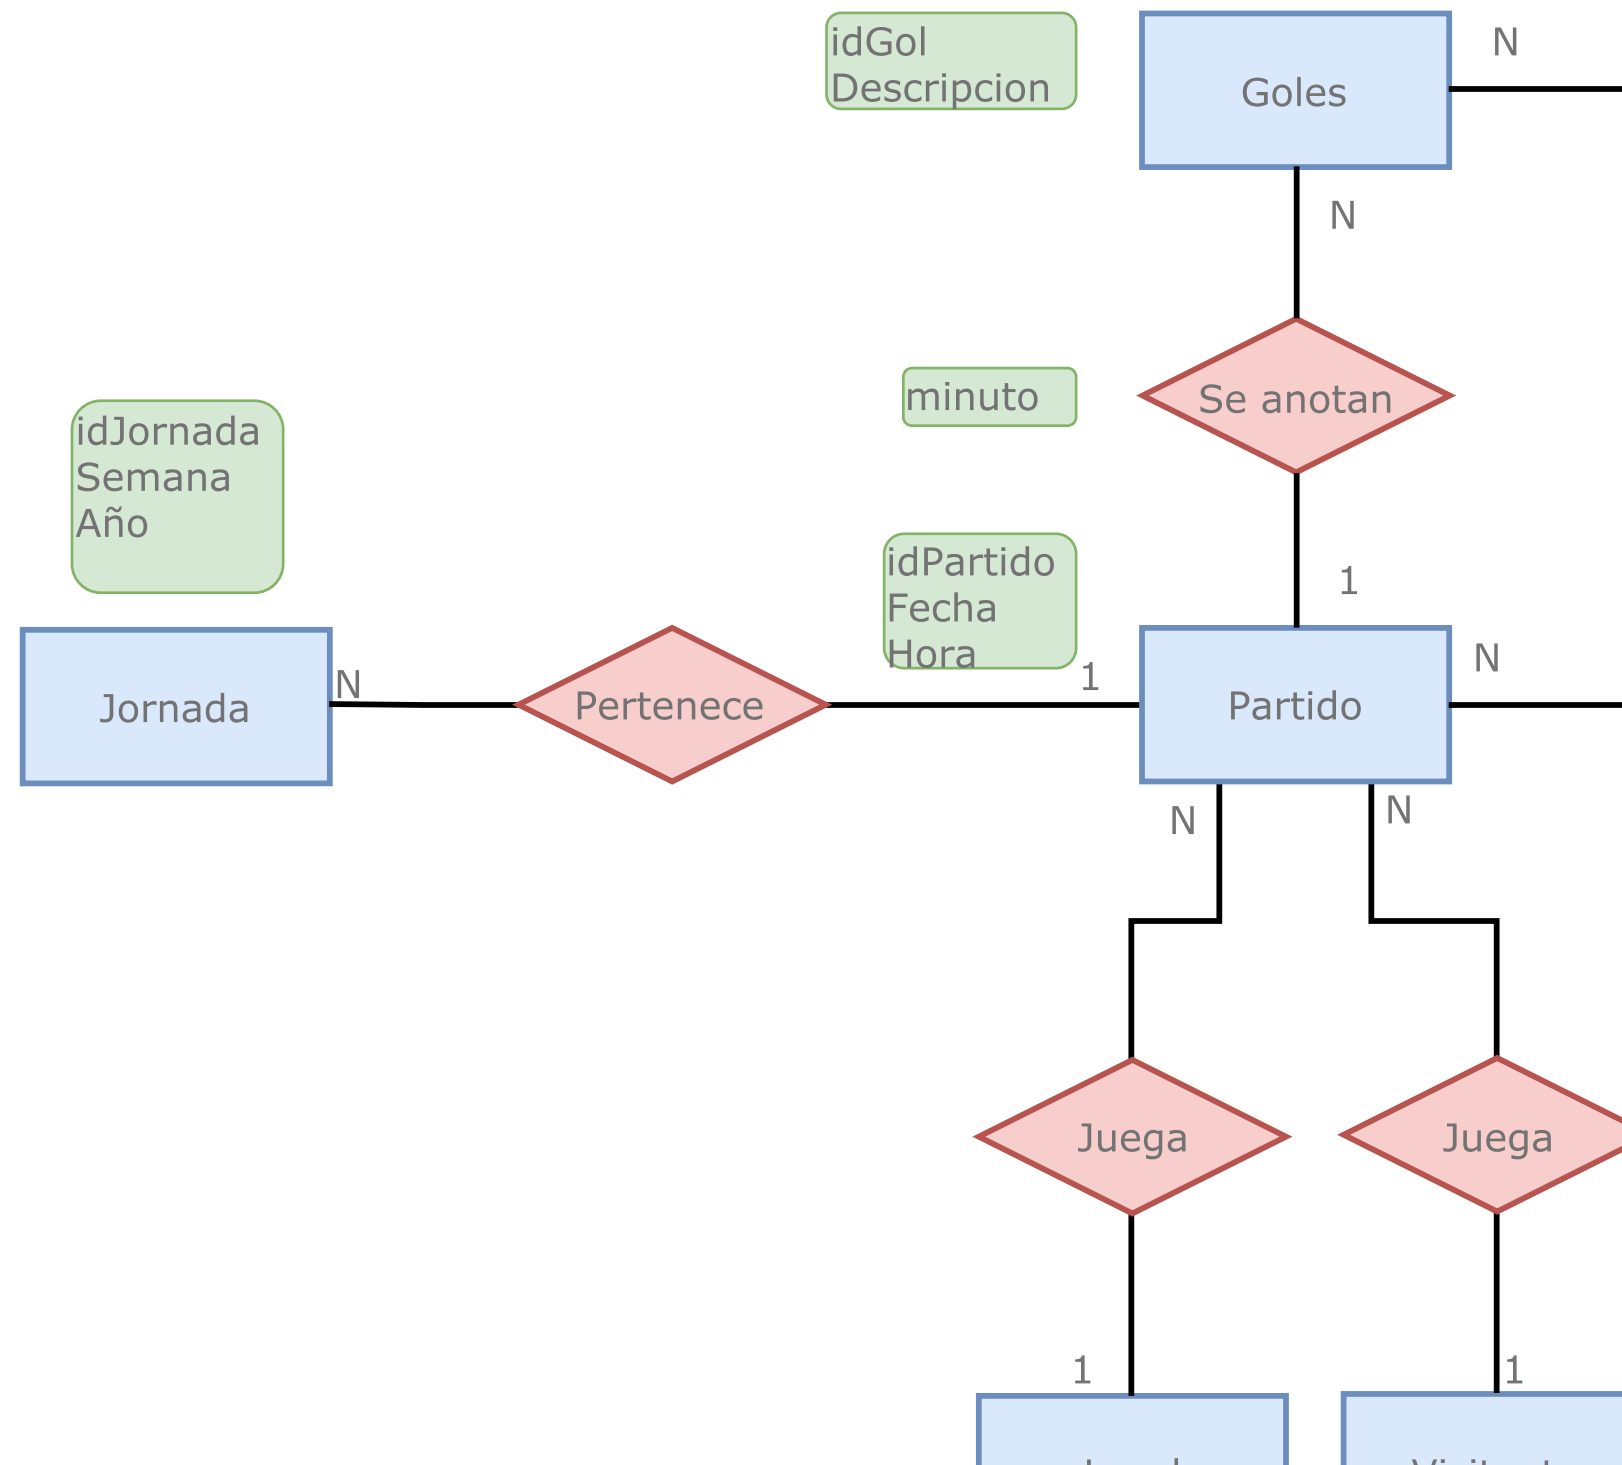 idGol
Descripcion
Goles
N
N
minuto
Se anotan
idJornada
Semana
Año
idPartido
Fecha
Hora
1
Jornada
N
Pertenece
1
Partido
N
N
N
Juega
Juega
1
1